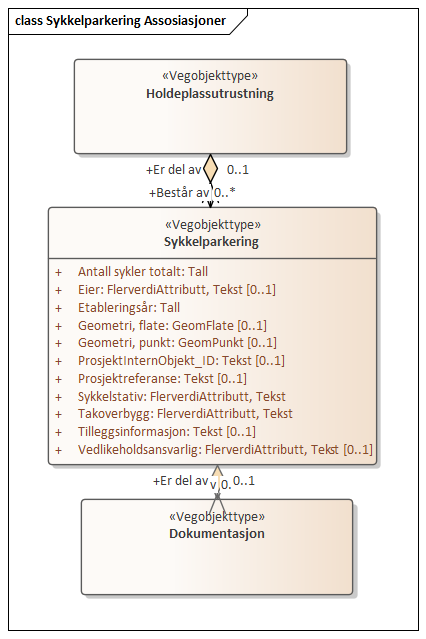 class Sykkelparkering Assosiasjoner
«Vegobjekttype»
Holdeplassutrustning
+Er del av 0..1
+Består av 0..*
«Vegobjekttype»
Sykkelparkering
+ Antall sykler totalt: Tall
+ Eier: FlerverdiAttributt, Tekst [0..1]
+ Etableringsår: Tall
+ Geometri, flate: GeomFlate [0..1]
+ Geometri, punkt: GeomPunkt [0..1]
+ ProsjektInternObjekt_ID: Tekst [0..1]
+ Prosjektreferanse: Tekst [0..1]
+ Sykkelstativ: FlerverdiAttributt, Tekst
+ Takoverbygg: FlerverdiAttributt, Tekst
+ Tilleggsinformasjon: Tekst [0..1]
+ Vedlikeholdsansvarlig: FlerverdiAttributt, Tekst [0..1]
+Er del av 0..1
«Vegobjekttype»
Dokumentasjon